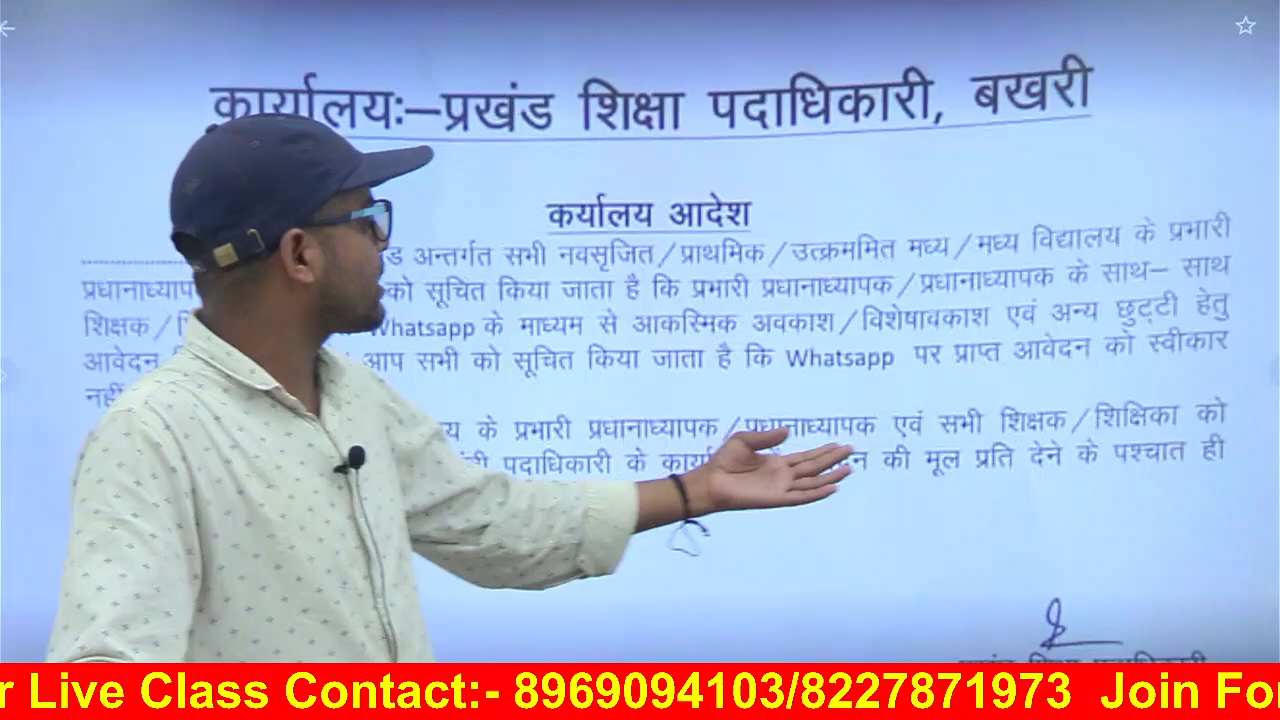 कार्यालयः–प्रखंड शिक्षा पदाधिकारी, बखरी
कर्यालय आदेश
अन्तर्गत सभी नवसृजित/प्राथमिक/उत्क्रममित मध्य/मध्य विद्यालय के प्रभारी
को सूचित किया जाता है कि प्रभारी प्रधानाध्यापक/प्रधानाध्यापक के साथ– साथ
शिक्षक/ Whatsapp के माध्यम से आकस्मिक अवकाश/विशेषावकाश एवं अन्य छुट्टी हेतु
आवेदन आप सभी को सूचित किया जाता है कि Whatsapp पर प्राप्त आवेदन को स्वीकार
के प्रभारी प्रधानाध्यापक/प्रधानाध्यापक एवं सभी शिक्षक/शिक्षिका को
पदाधिकारी के की मूल प्रति देने के पश्चात ही
r Live Class Contact:- 8969094103/8227871973 Join Fo